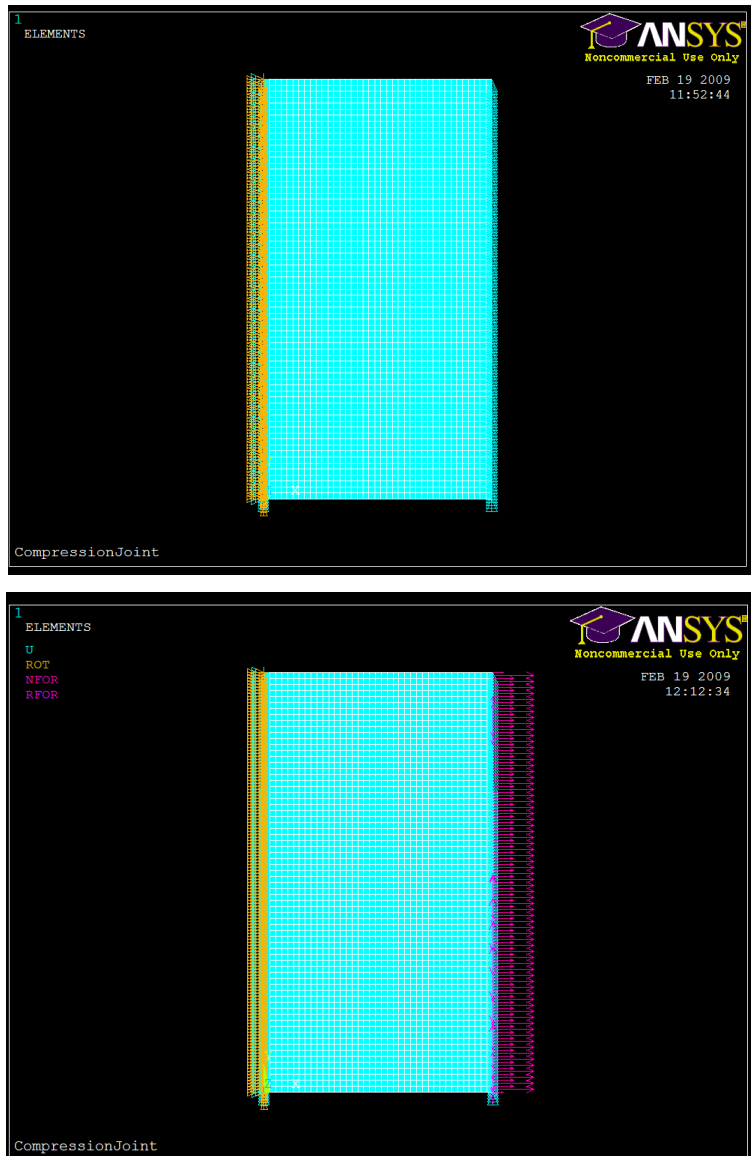 1
ELEMENTS
ANSYS
Noncommercial Use Only
FEB 19 2009
11:52:44
X
CompressionJoint
1
ELEMENTS
U
ROT
NFOR
RFOR
ANSYS
Noncommercial Use Only
FEB 19 2009
12:12:34
Z X
CompressionJoint